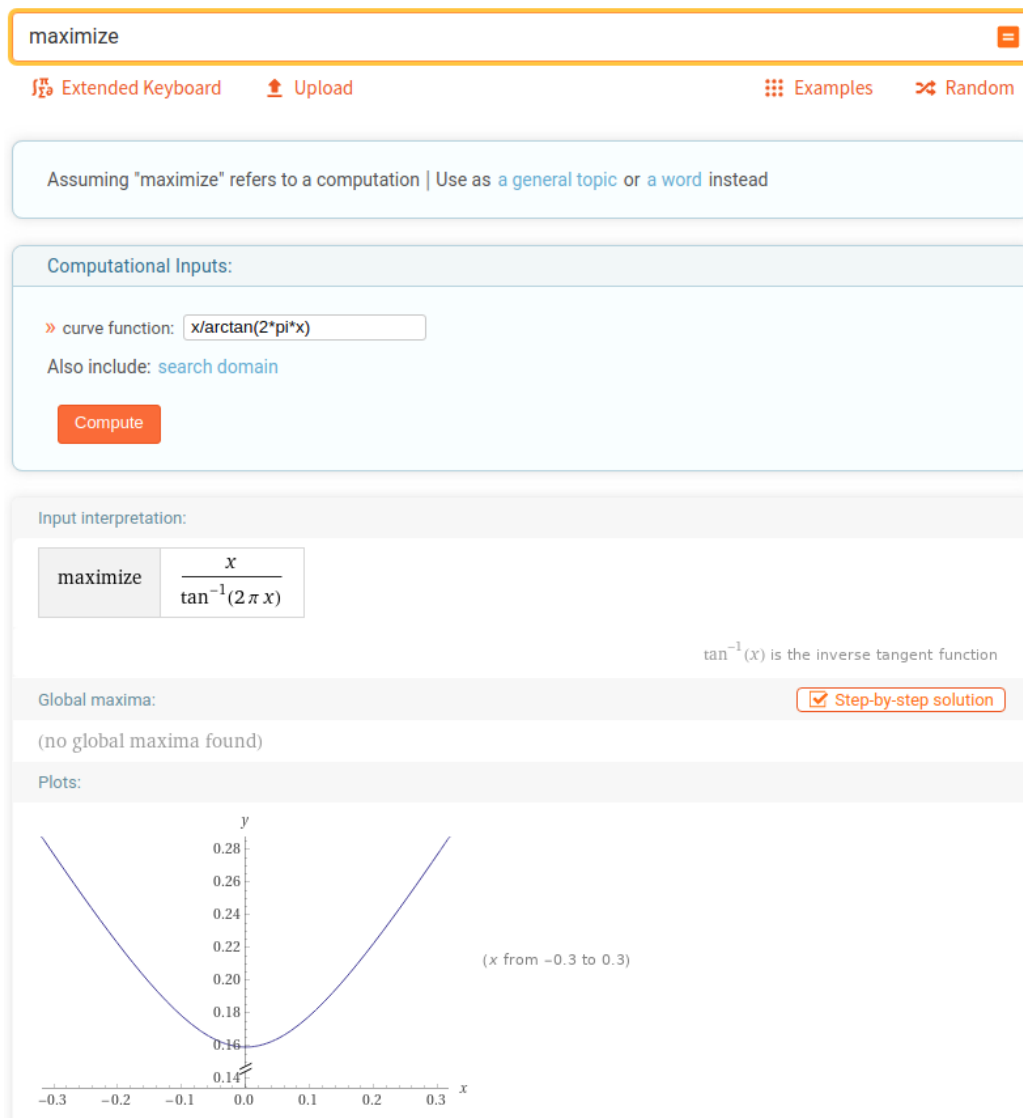 maximize =
∫Σπ∂ Extended Keyboard Upload Examples Random
Assuming "maximize" refers to a computation | Use as a general topic or a word instead
Computational Inputs:
» curve function: x/arctan(2*pi*x)
Also include: search domain
Compute
Input interpretation:
maximize x / tan⁻¹(2 π x)
tan⁻¹(x) is the inverse tangent function
Global maxima: Step-by-step solution
(no global maxima found)
Plots:
y
0.28
0.26
0.24
0.22
(x from −0.3 to 0.3)
0.20
0.18
0.16
0.14
x
−0.3 −0.2 −0.1 0.0 0.1 0.2 0.3